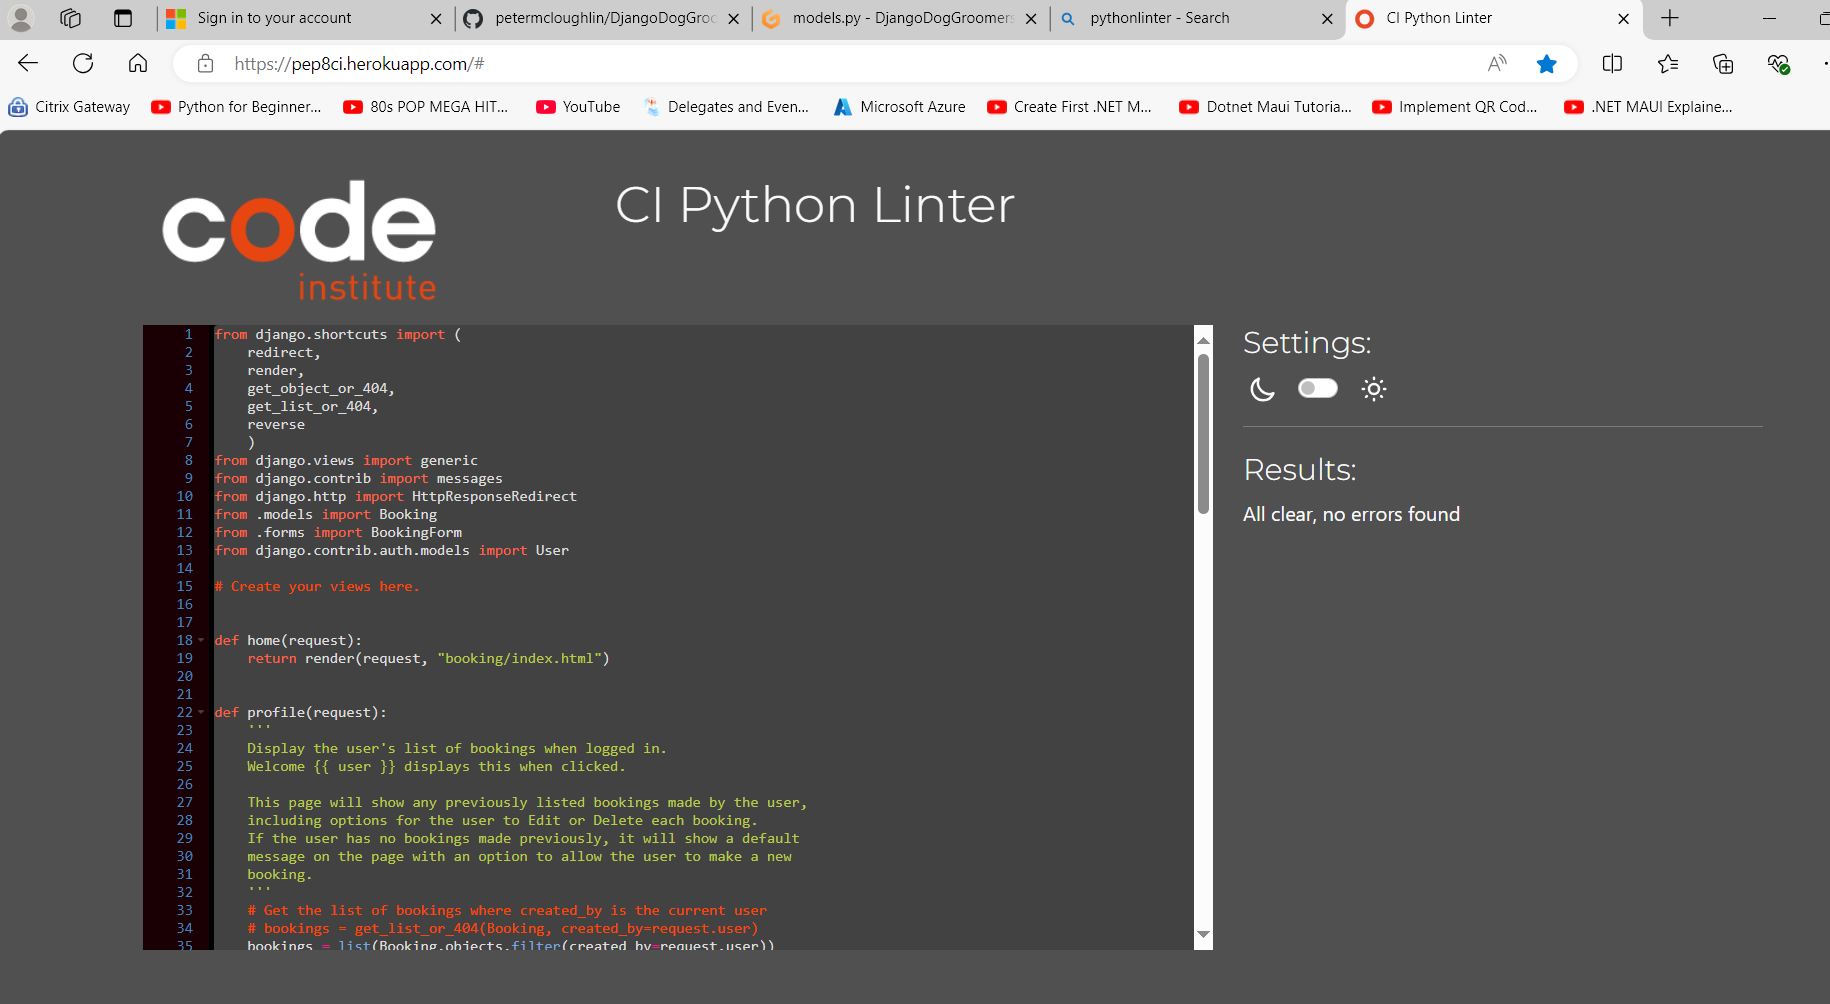 Sign in to your account
petermcloughlin/DjangoDogGroo
models.py - DjangoDogGroomers
pythonlinter - Search
CI Python Linter
https://pep8ci.herokuapp.com/#
Citrix Gateway
Python for Beginner...
80s POP MEGA HIT...
YouTube
Delegates and Even...
Microsoft Azure
Create First .NET M...
Dotnet Maui Tutoria...
Implement QR Cod...
.NET MAUI Explaine...
code
institute
CI Python Linter
1 from django.shortcuts import (
2     redirect,
3     render,
4     get_object_or_404,
5     get_list_or_404,
6     reverse
7     )
8 from django.views import generic
9 from django.contrib import messages
10 from django.http import HttpResponseRedirect
11 from .models import Booking
12 from .forms import BookingForm
13 from django.contrib.auth.models import User
14
15 # Create your views here.
16
17
18 def home(request):
19     return render(request, "booking/index.html")
20
21
22 def profile(request):
23     '''
24     Display the user's list of bookings when logged in.
25     Welcome {{ user }} displays this when clicked.
26
27     This page will show any previously listed bookings made by the user,
28     including options for the user to Edit or Delete each booking.
29     If the user has no bookings made previously, it will show a default
30     message on the page with an option to allow the user to make a new
31     booking.
32     '''
33     # Get the list of bookings where created_by is the current user
34     # bookings = get_list_or_404(Booking, created_by=request.user)
35     bookings = list(Booking.objects.filter(created_by=request.user))
Settings:
Results:
All clear, no errors found